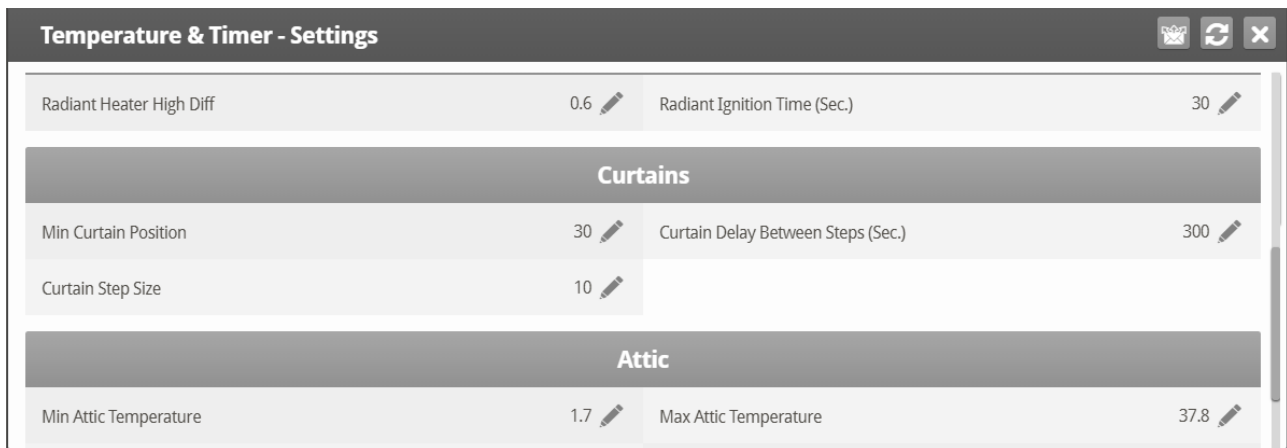 Temperature & Timer - Settings
Radiant Heater High Diff 0.6 Radiant Ignition Time (Sec.) 30
Curtains
Min Curtain Position 30 Curtain Delay Between Steps (Sec.) 300
Curtain Step Size 10
Attic
Min Attic Temperature 1.7 Max Attic Temperature 37.8